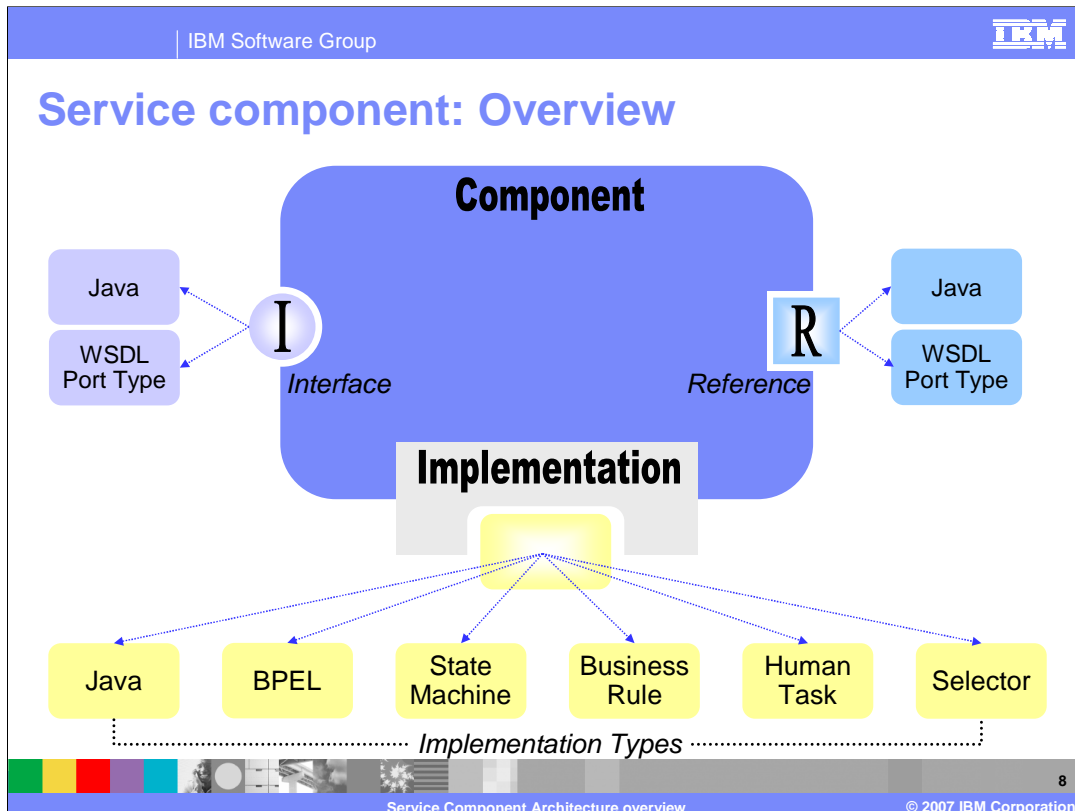 IBM Software Group
IBM
Service component: Overview
Component
Java
WSDL
Port Type
I
Interface
R
Reference
Java
WSDL
Port Type
Implementation
Java
BPEL
State
Machine
Business
Rule
Human
Task
Selector
Implementation Types
8
Service Component Architecture overview
© 2007 IBM Corporation